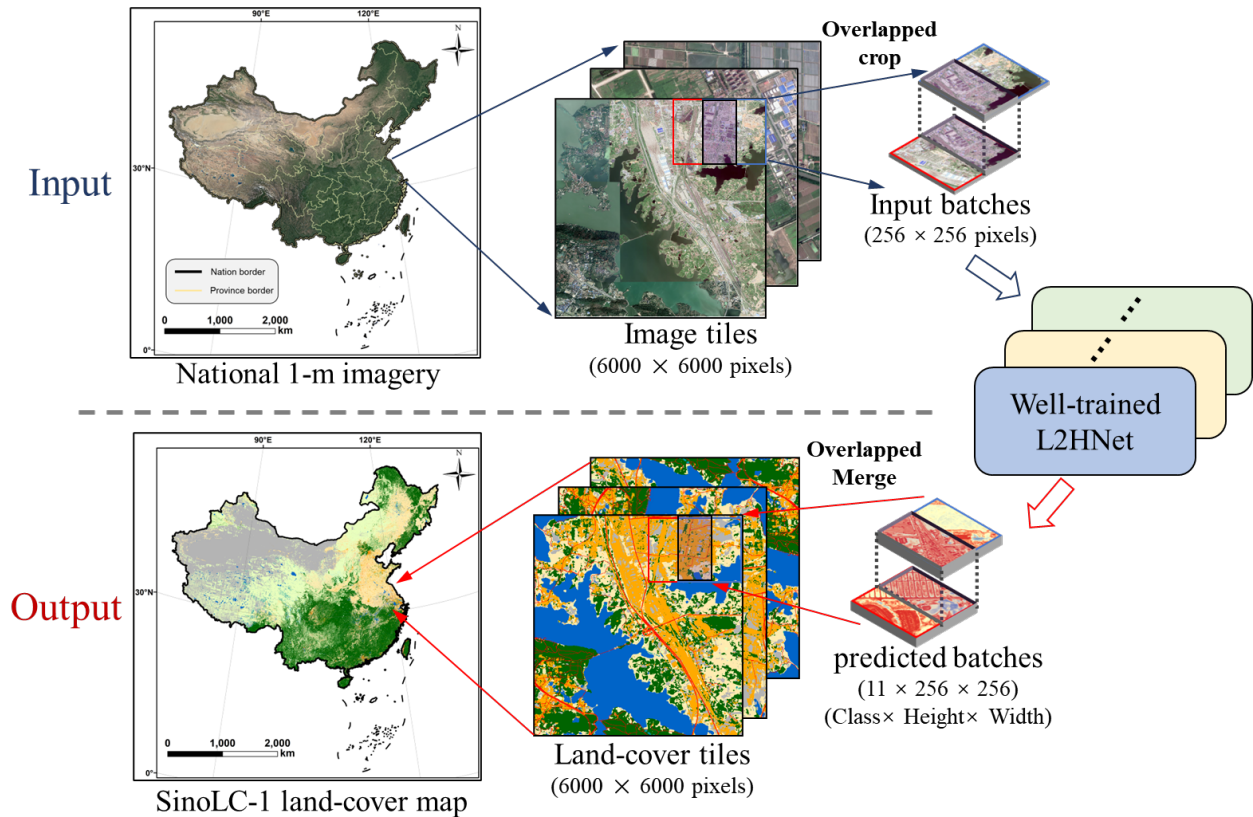 90°E
120°E
N
30°N
0°
Nation border
Province border
0
1,000
2,000
km
National 1-m imagery
Input
Overlapped
crop
Image tiles
(6000 × 6000 pixels)
Input batches
(256 × 256 pixels)
Well-trained
L2HNet
90°E
120°E
N
30°N
0°
0
1,000
2,000
km
SinoLC-1 land-cover map
Output
Overlapped
Merge
Land-cover tiles
(6000 × 6000 pixels)
predicted batches
(11 × 256 × 256)
(Class× Height× Width)